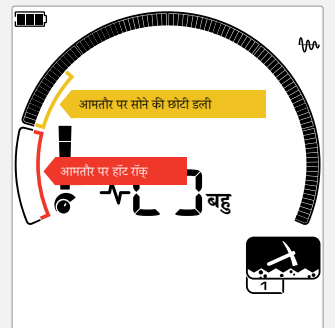 आमतौर पर सोने की छोटी डली
आमतौर पर हॉट रॉक्
बहु
1